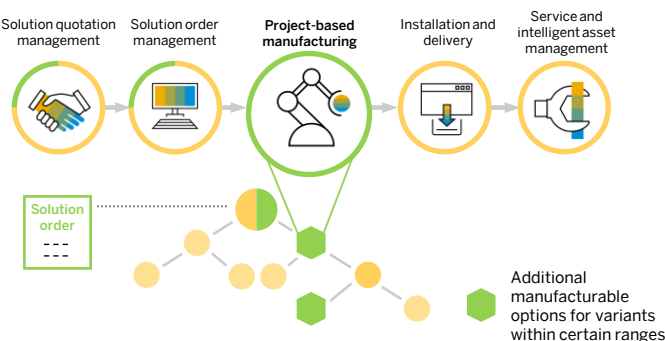 Solution quotation
management
Solution order
management
Project-based
manufacturing
Installation and
delivery
Service and
intelligent asset
management
Solution
order
---
---
Additional
manufacturable
options for variants
within certain ranges